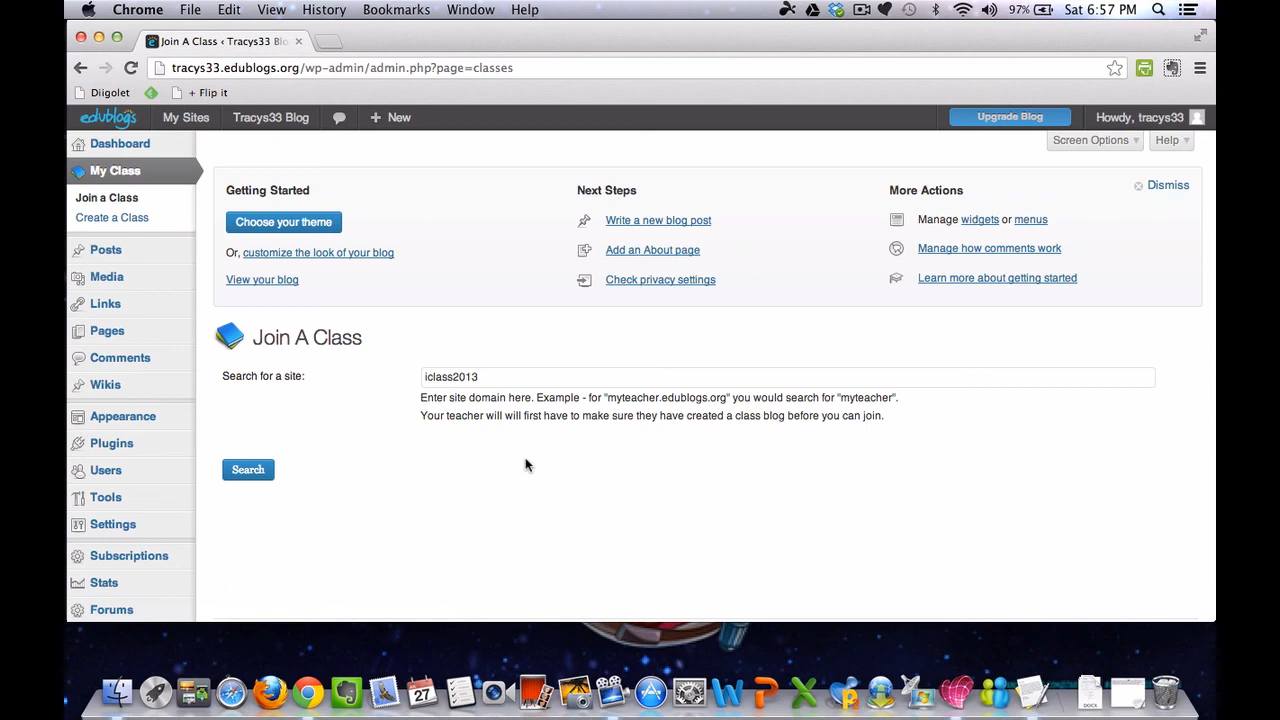 Chrome File Edit View History Bookmarks Window Help 97% Sat 6:57 PM
Join A Class ‹ Tracys33 Blo
tracys33.edublogs.org/wp-admin/admin.php?page=classes
Diigolet + Flip it
edublogs My Sites Tracys33 Blog + New Upgrade Blog Howdy, tracys33
Screen Options Help
Dashboard
My Class
Join a Class
Create a Class
Posts
Media
Links
Pages
Comments
Wikis
Appearance
Plugins
Users
Tools
Settings
Subscriptions
Stats
Forums
Dismiss
Getting Started
Choose your theme
Or, customize the look of your blog
View your blog
Next Steps
Write a new blog post
Add an About page
Check privacy settings
More Actions
Manage widgets or menus
Manage how comments work
Learn more about getting started
Join A Class
Search for a site: iclass2013
Enter site domain here. Example - for "myteacher.edublogs.org" you would search for "myteacher".
Your teacher will will first have to make sure they have created a class blog before you can join.
Search
27
DOCX